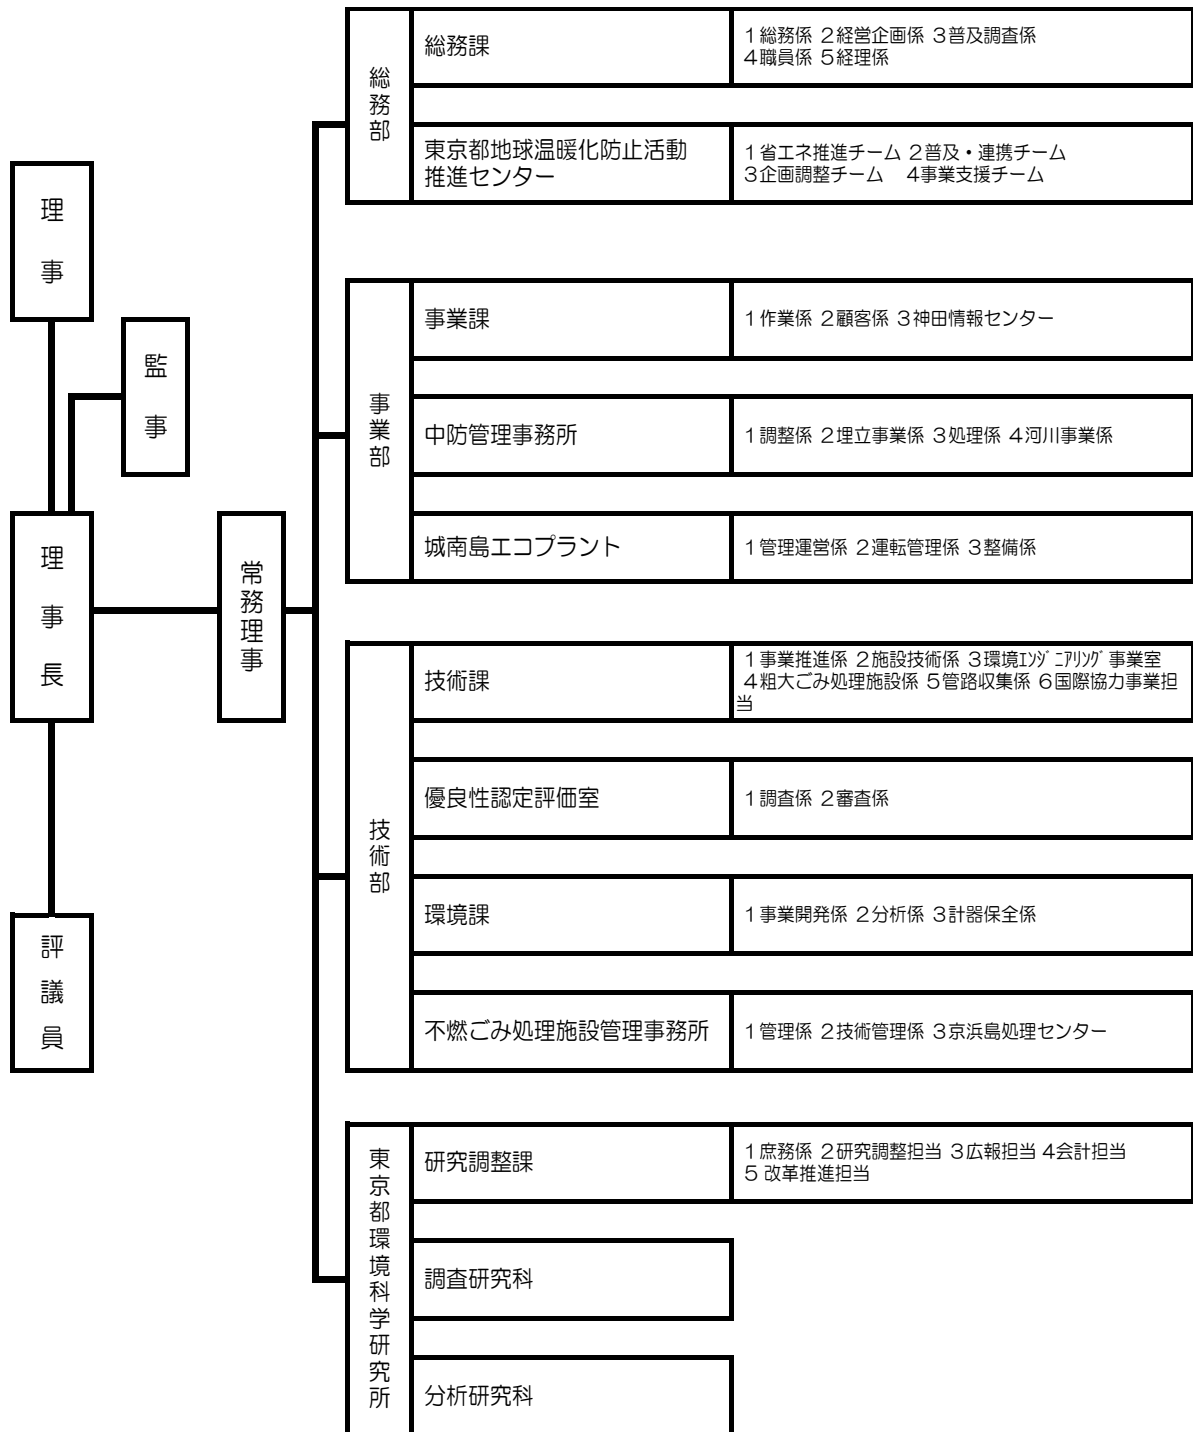 理事
監事
理事長
常務理事
評議員
総務部
総務課
1総務係 2経営企画係 3普及調査係
4職員係 5経理係
東京都地球温暖化防止活動
推進センター
1省エネ推進チーム 2普及・連携チーム
3企画調整チーム 4事業支援チーム
事業部
事業課
1作業係 2顧客係 3神田情報センター
中防管理事務所
1調整係 2埋立事業係 3処理係 4河川事業係
城南島エコプラント
1管理運営係 2運転管理係 3整備係
技術部
技術課
1事業推進係 2施設技術係 3環境ｴﾝｼﾞﾆｱﾘﾝｸﾞ事業室
4粗大ごみ処理施設係 5管路収集係 6国際協力事業担
当
優良性認定評価室
1調査係 2審査係
環境課
1事業開発係 2分析係 3計器保全係
不燃ごみ処理施設管理事務所
1管理係 2技術管理係 3京浜島処理センター
東京都環境科学研究所
研究調整課
1庶務係 2研究調整担当 3広報担当 4会計担当
5 改革推進担当
調査研究科
分析研究科